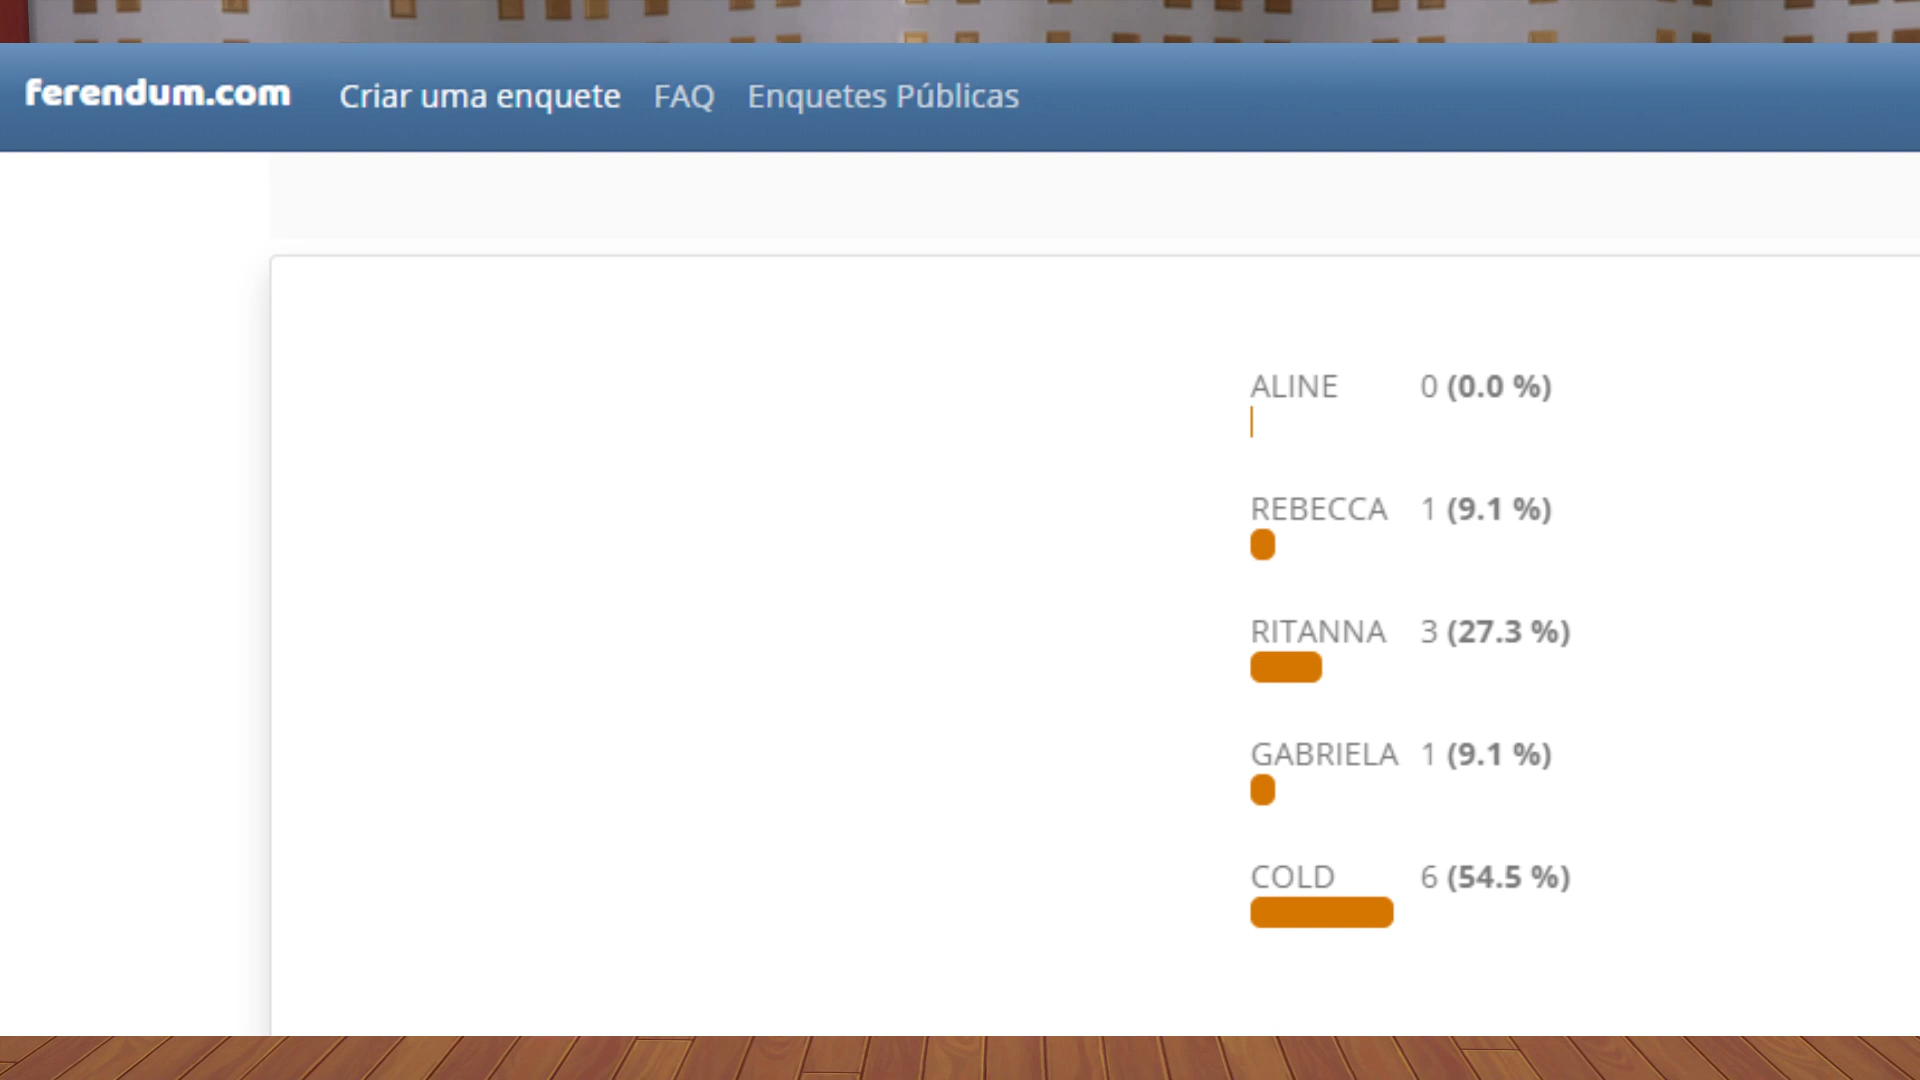 ferendum.com Criar uma enquete FAQ Enquetes Públicas
ALINE 0 (0.0 %)
REBECCA 1 (9.1 %)
RITANNA 3 (27.3 %)
GABRIELA 1 (9.1 %)
COLD 6 (54.5 %)